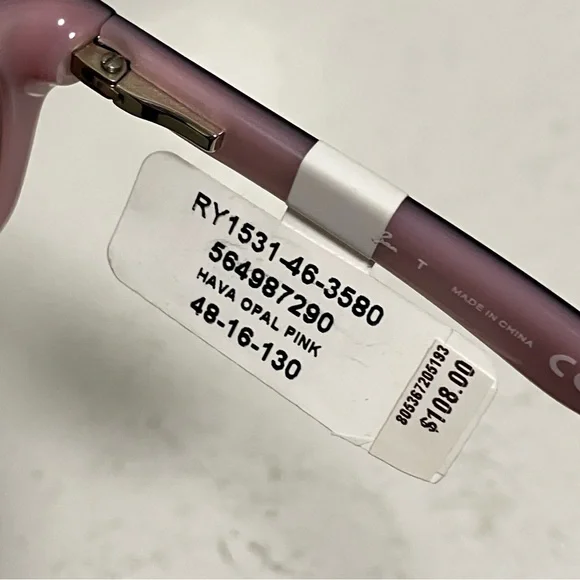 RY1531-46-3580
564987290
HAVA OPAL PINK
48-16-130
805367205193
$108.00
T
MADE IN CHINA